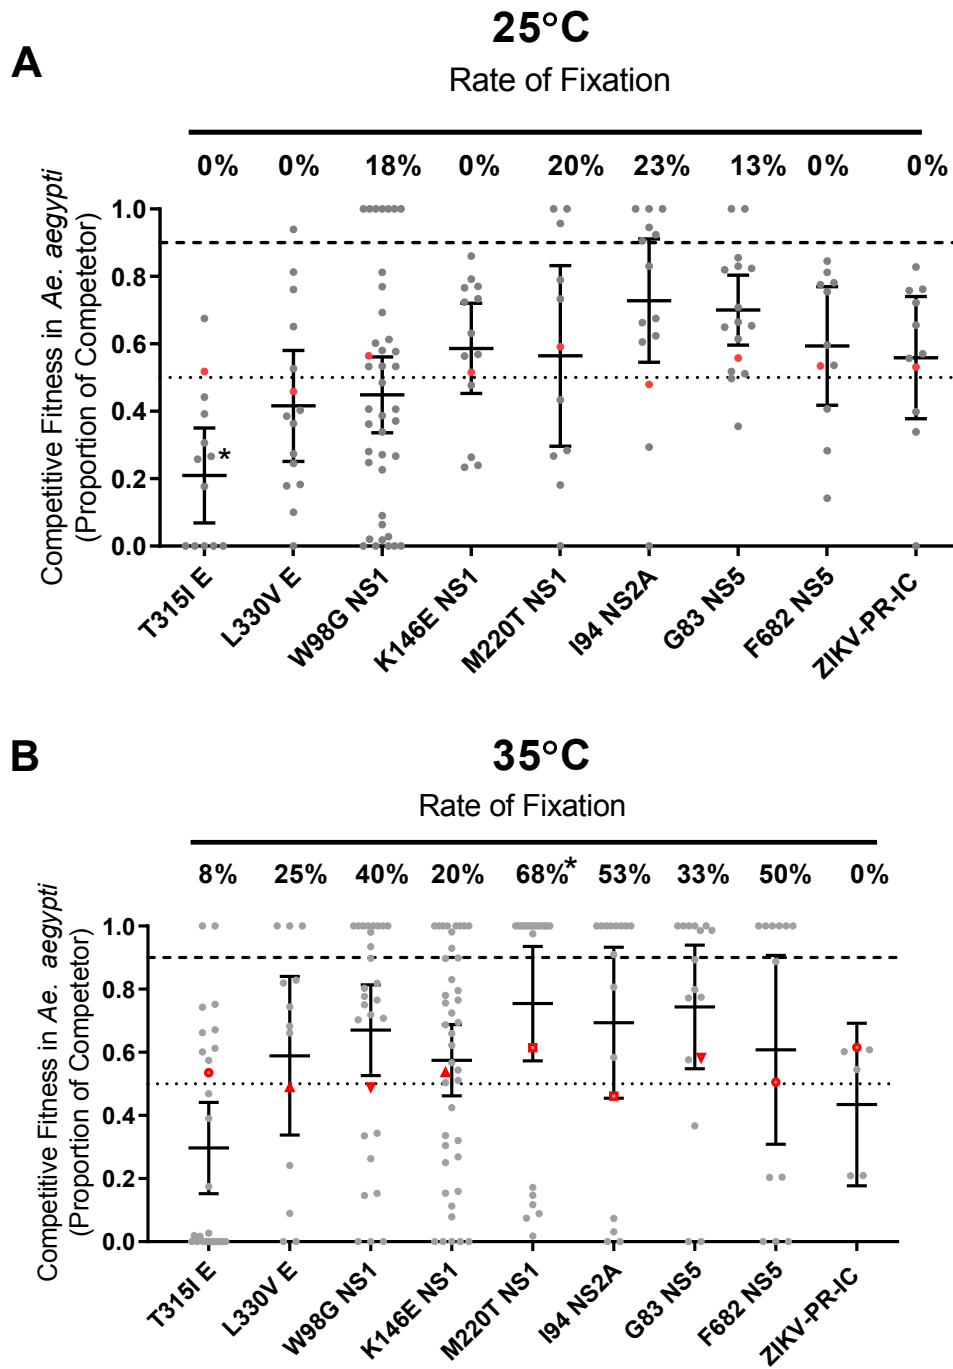 A
25°C
Rate of Fixation
0% 0% 18% 0% 20% 23% 13% 0% 0%
Competitive Fitness in Ae. aegypti
(Proportion of Competetor)
1.0
0.8
0.6
0.4
0.2
0.0
*
T315I E
L330V E
W98G NS1
K146E NS1
M220T NS1
I94 NS2A
G83 NS5
F682 NS5
ZIKV-PR-IC
B
35°C
Rate of Fixation
8% 25% 40% 20% 68%* 53% 33% 50% 0%
Competitive Fitness in Ae. aegypti
(Proportion of Competetor)
1.0
0.8
0.6
0.4
0.2
0.0
T315I E
L330V E
W98G NS1
K146E NS1
M220T NS1
I94 NS2A
G83 NS5
F682 NS5
ZIKV-PR-IC